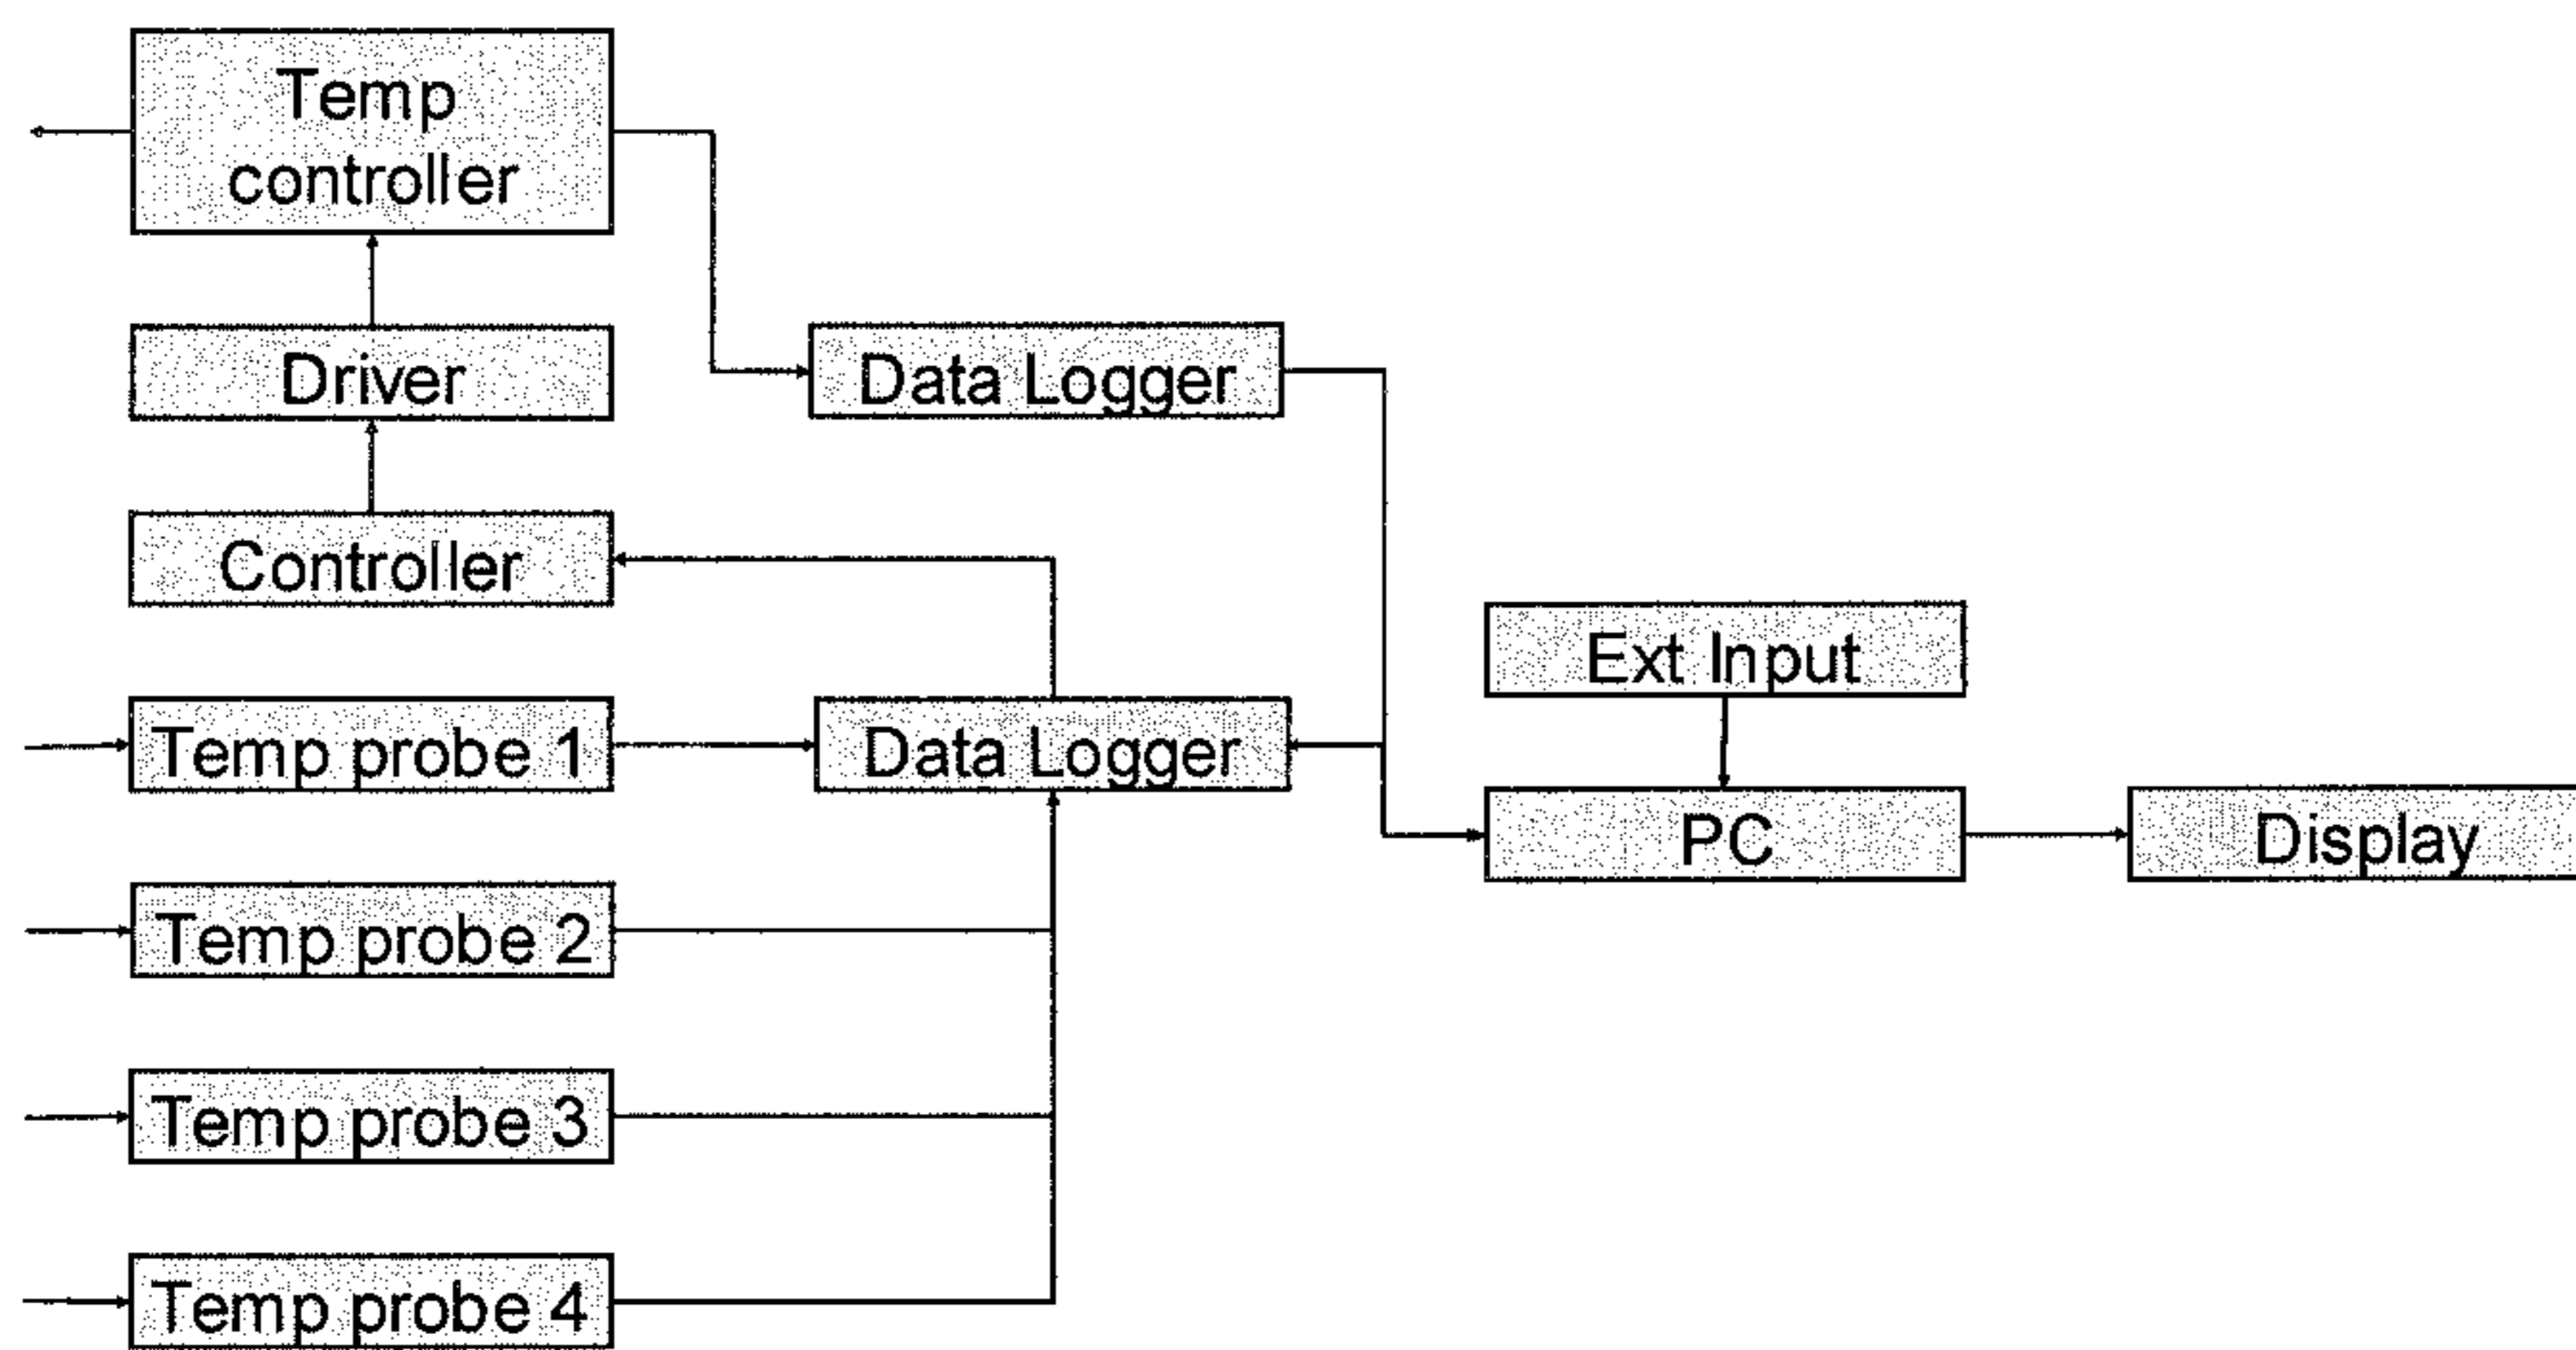 Temp
controller
Driver
Data Logger
Controller
Ext Input
Temp probe 1
Data Logger
PC
Display
Temp probe 2
Temp probe 3
Temp probe 4